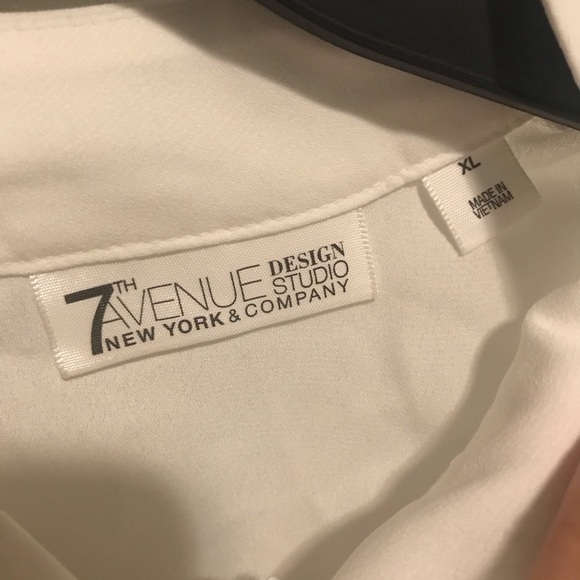 7TH AVENUE DESIGN STUDIO
NEW YORK & COMPANY
XL
MADE IN
VIETNAM